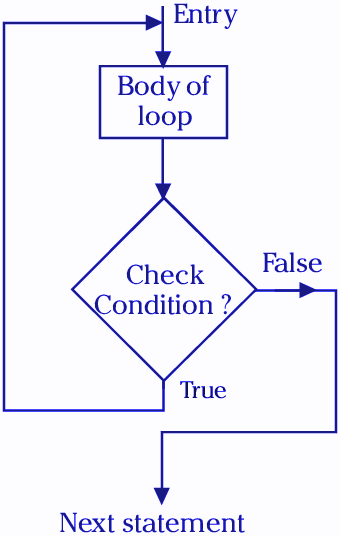 Entry
Body of
loop
Check
Condition ?
False
True
Next statement